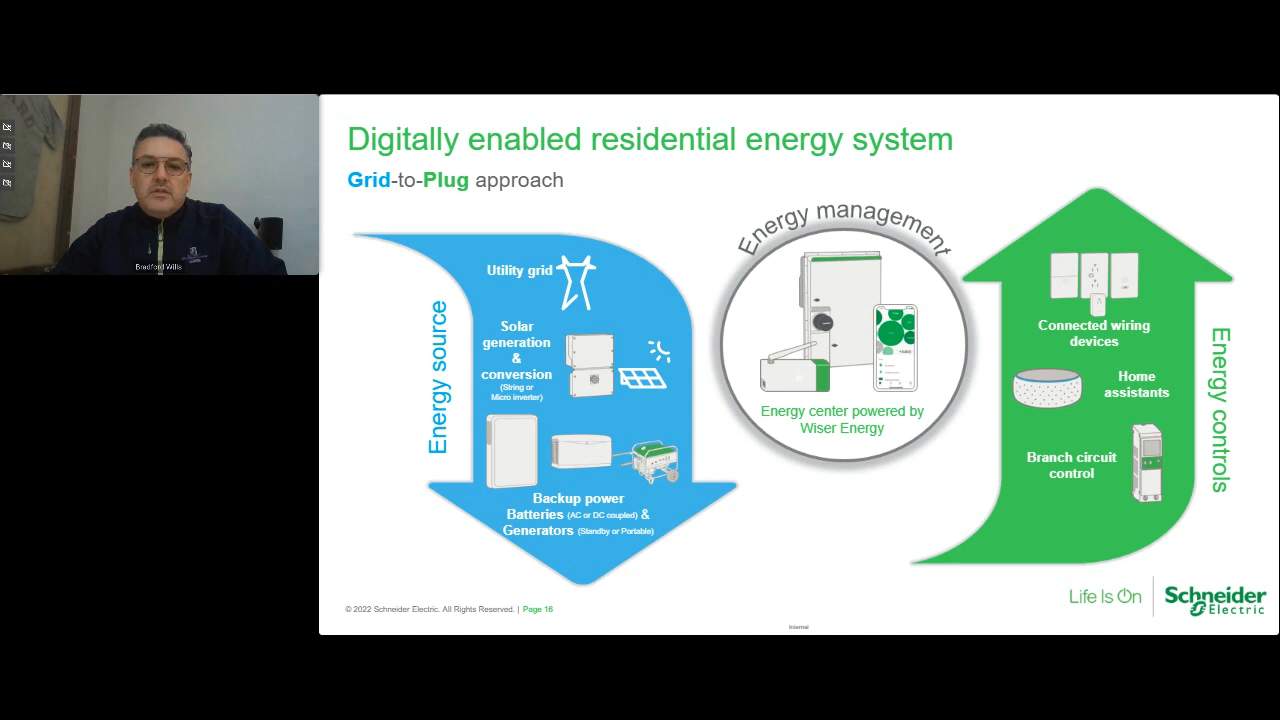 Bradford Wills
Digitally enabled residential energy system
Grid-to-Plug approach
Energy source
Utility grid
Solar
generation
&
conversion
(String or
Micro inverter)
Backup power
Batteries (AC or DC coupled) &
Generators (Standby or Portable)
Energy management
Energy center powered by
Wiser Energy
Connected wiring
devices
Home
assistants
Branch circuit
control
Energy controls
© 2022 Schneider Electric. All Rights Reserved. | Page 16
Internal
Life Is On
Schneider
Electric